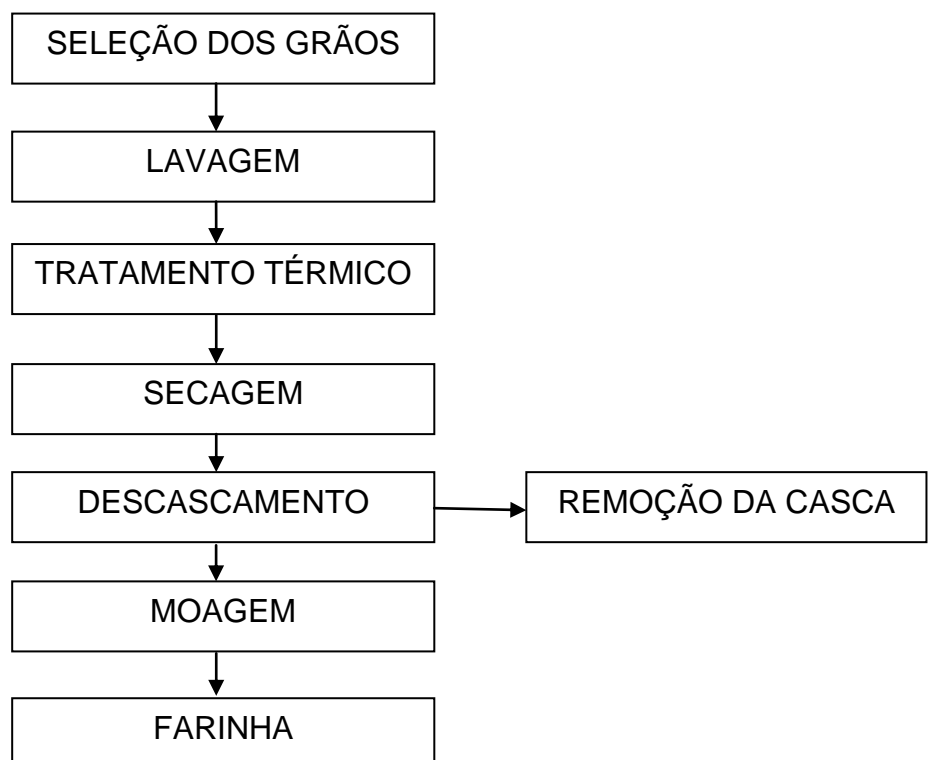 SELEÇÃO DOS GRÃOS
LAVAGEM
TRATAMENTO TÉRMICO
SECAGEM
DESCASCAMENTO
REMOÇÃO DA CASCA
MOAGEM
FARINHA